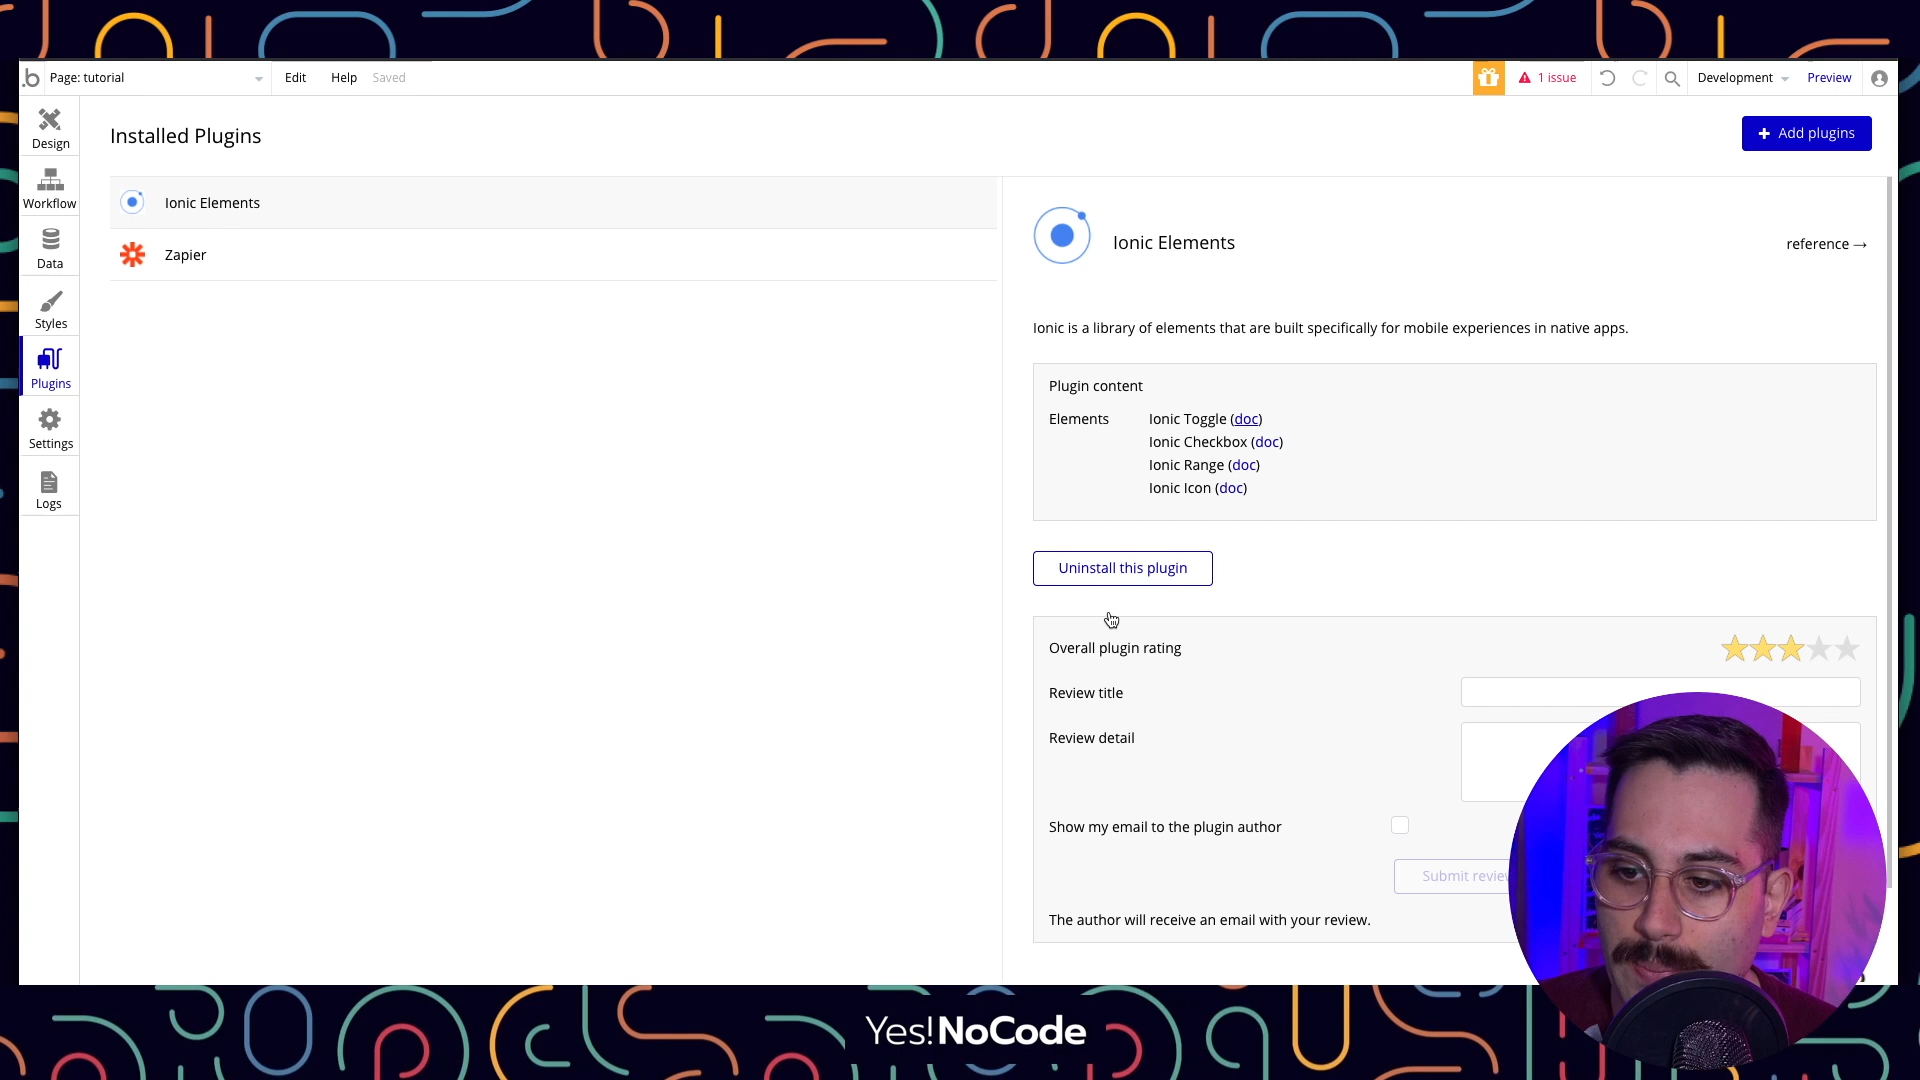 .b Page: tutorial Edit Help Saved 1 issue Development Preview
Design
Workflow
Data
Styles
Plugins
Settings
Logs
Installed Plugins
+ Add plugins
Ionic Elements
Zapier
Ionic Elements
reference →
Ionic is a library of elements that are built specifically for mobile experiences in native apps.
Plugin content
Elements Ionic Toggle (doc)
Ionic Checkbox (doc)
Ionic Range (doc)
Ionic Icon (doc)
Uninstall this plugin
Overall plugin rating
Review title
Review detail
Show my email to the plugin author
Submit
The author will receive an email with your review.
Yes!NoCode